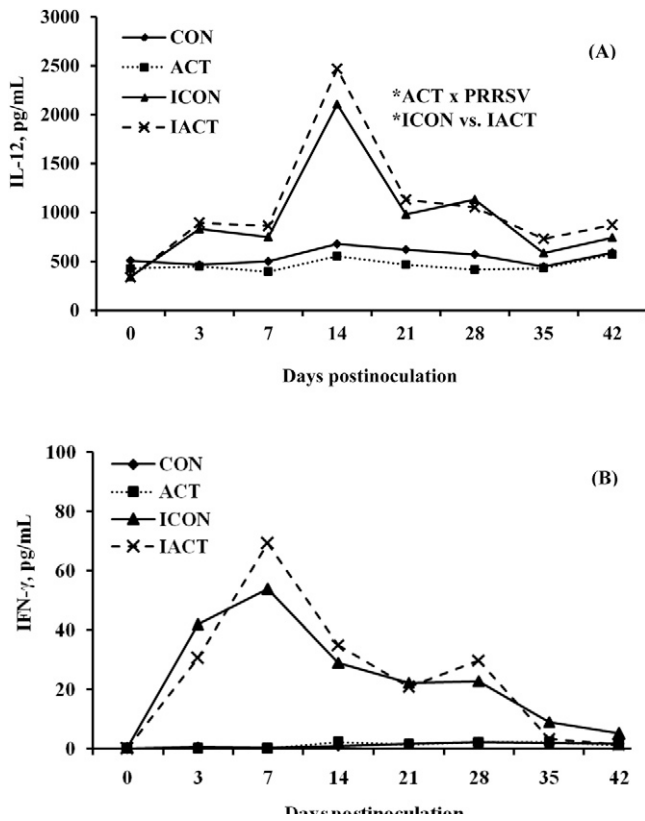 3000
2500
2000
1500
1000
500
0
IL-12, pg/mL
CON
ACT
ICON
IACT
(A)
*ACT x PRRSV
*ICON vs. IACT
0 3 7 14 21 28 35 42
Days postinoculation
100
80
60
40
20
0
IFN-γ, pg/mL
CON
ACT
ICON
IACT
(B)
0 3 7 14 21 28 35 42
Days postinoculation